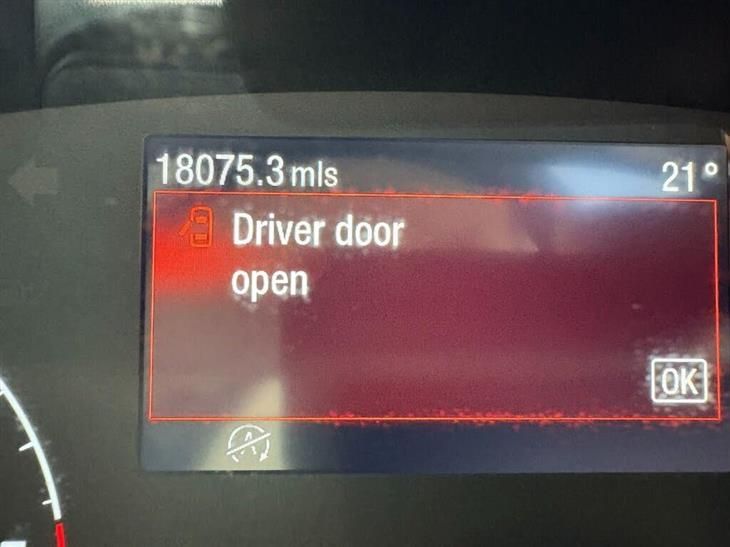 18075.3 mls 21°
Driver door
open
OK